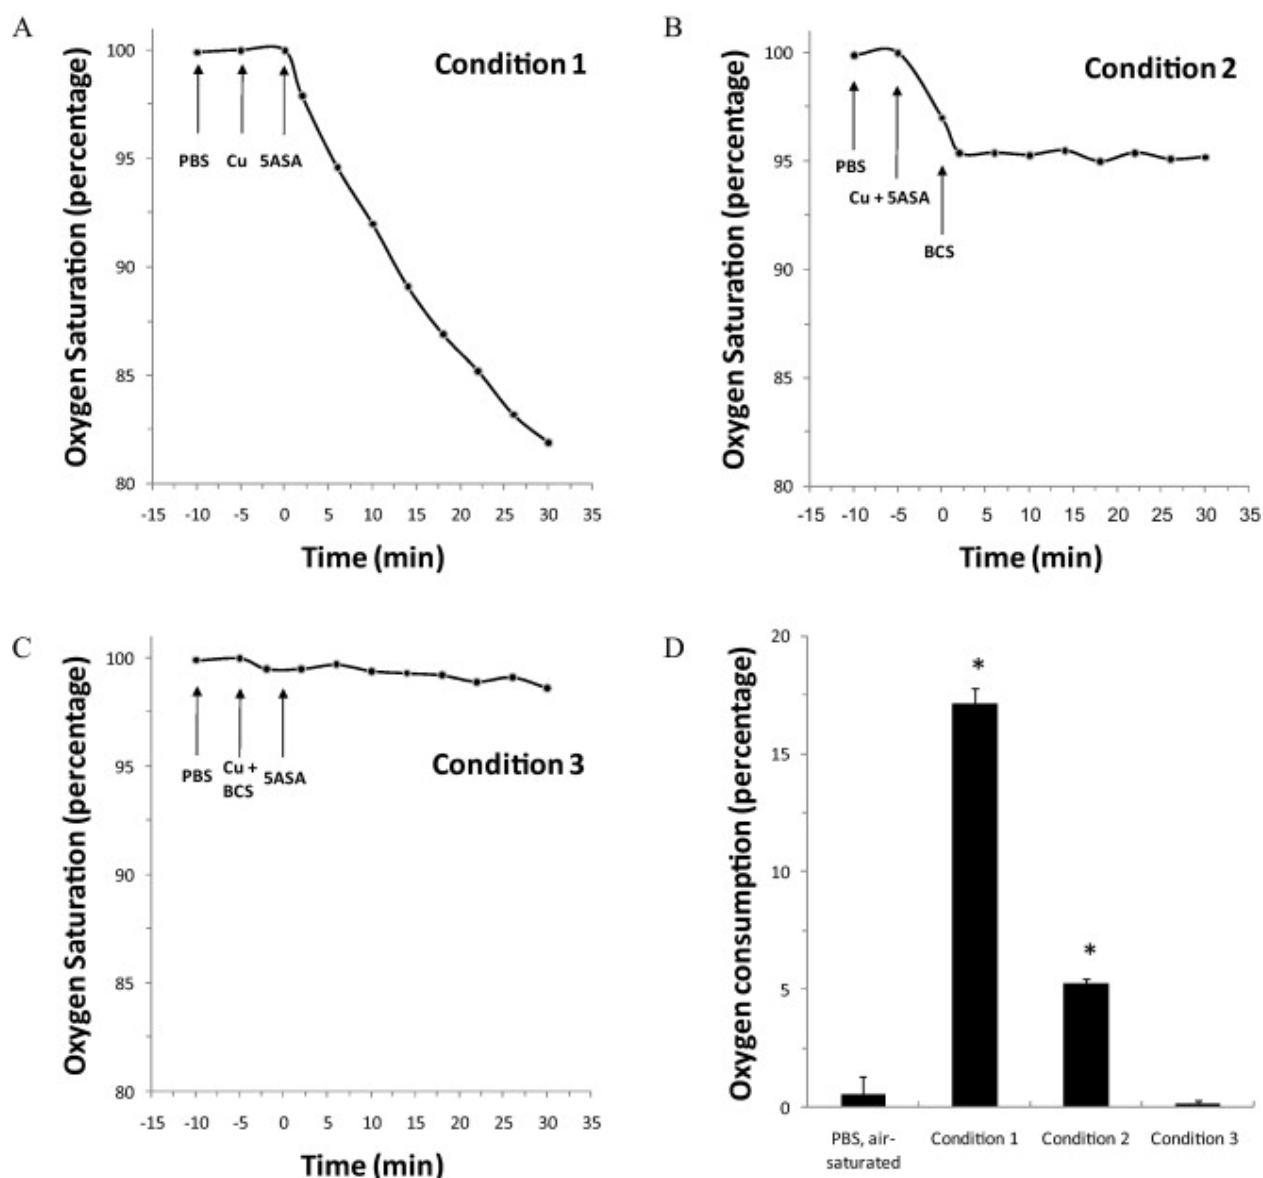 A
Condition 1
Oxygen Saturation (percentage)
100
95
90
85
80
PBS Cu 5ASA
-15 -10 -5 0 5 10 15 20 25 30 35
Time (min)
B
Condition 2
Oxygen Saturation (percentage)
100
95
90
85
80
PBS
Cu + 5ASA
BCS
-15 -10 -5 0 5 10 15 20 25 30 35
Time (min)
C
Condition 3
Oxygen Saturation (percentage)
100
95
90
85
80
PBS
Cu +
BCS
5ASA
-15 -10 -5 0 5 10 15 20 25 30 35
Time (min)
D
Oxygen consumption (percentage)
20
15
10
5
0
*
*
PBS, air-
saturated
Condition 1
Condition 2
Condition 3